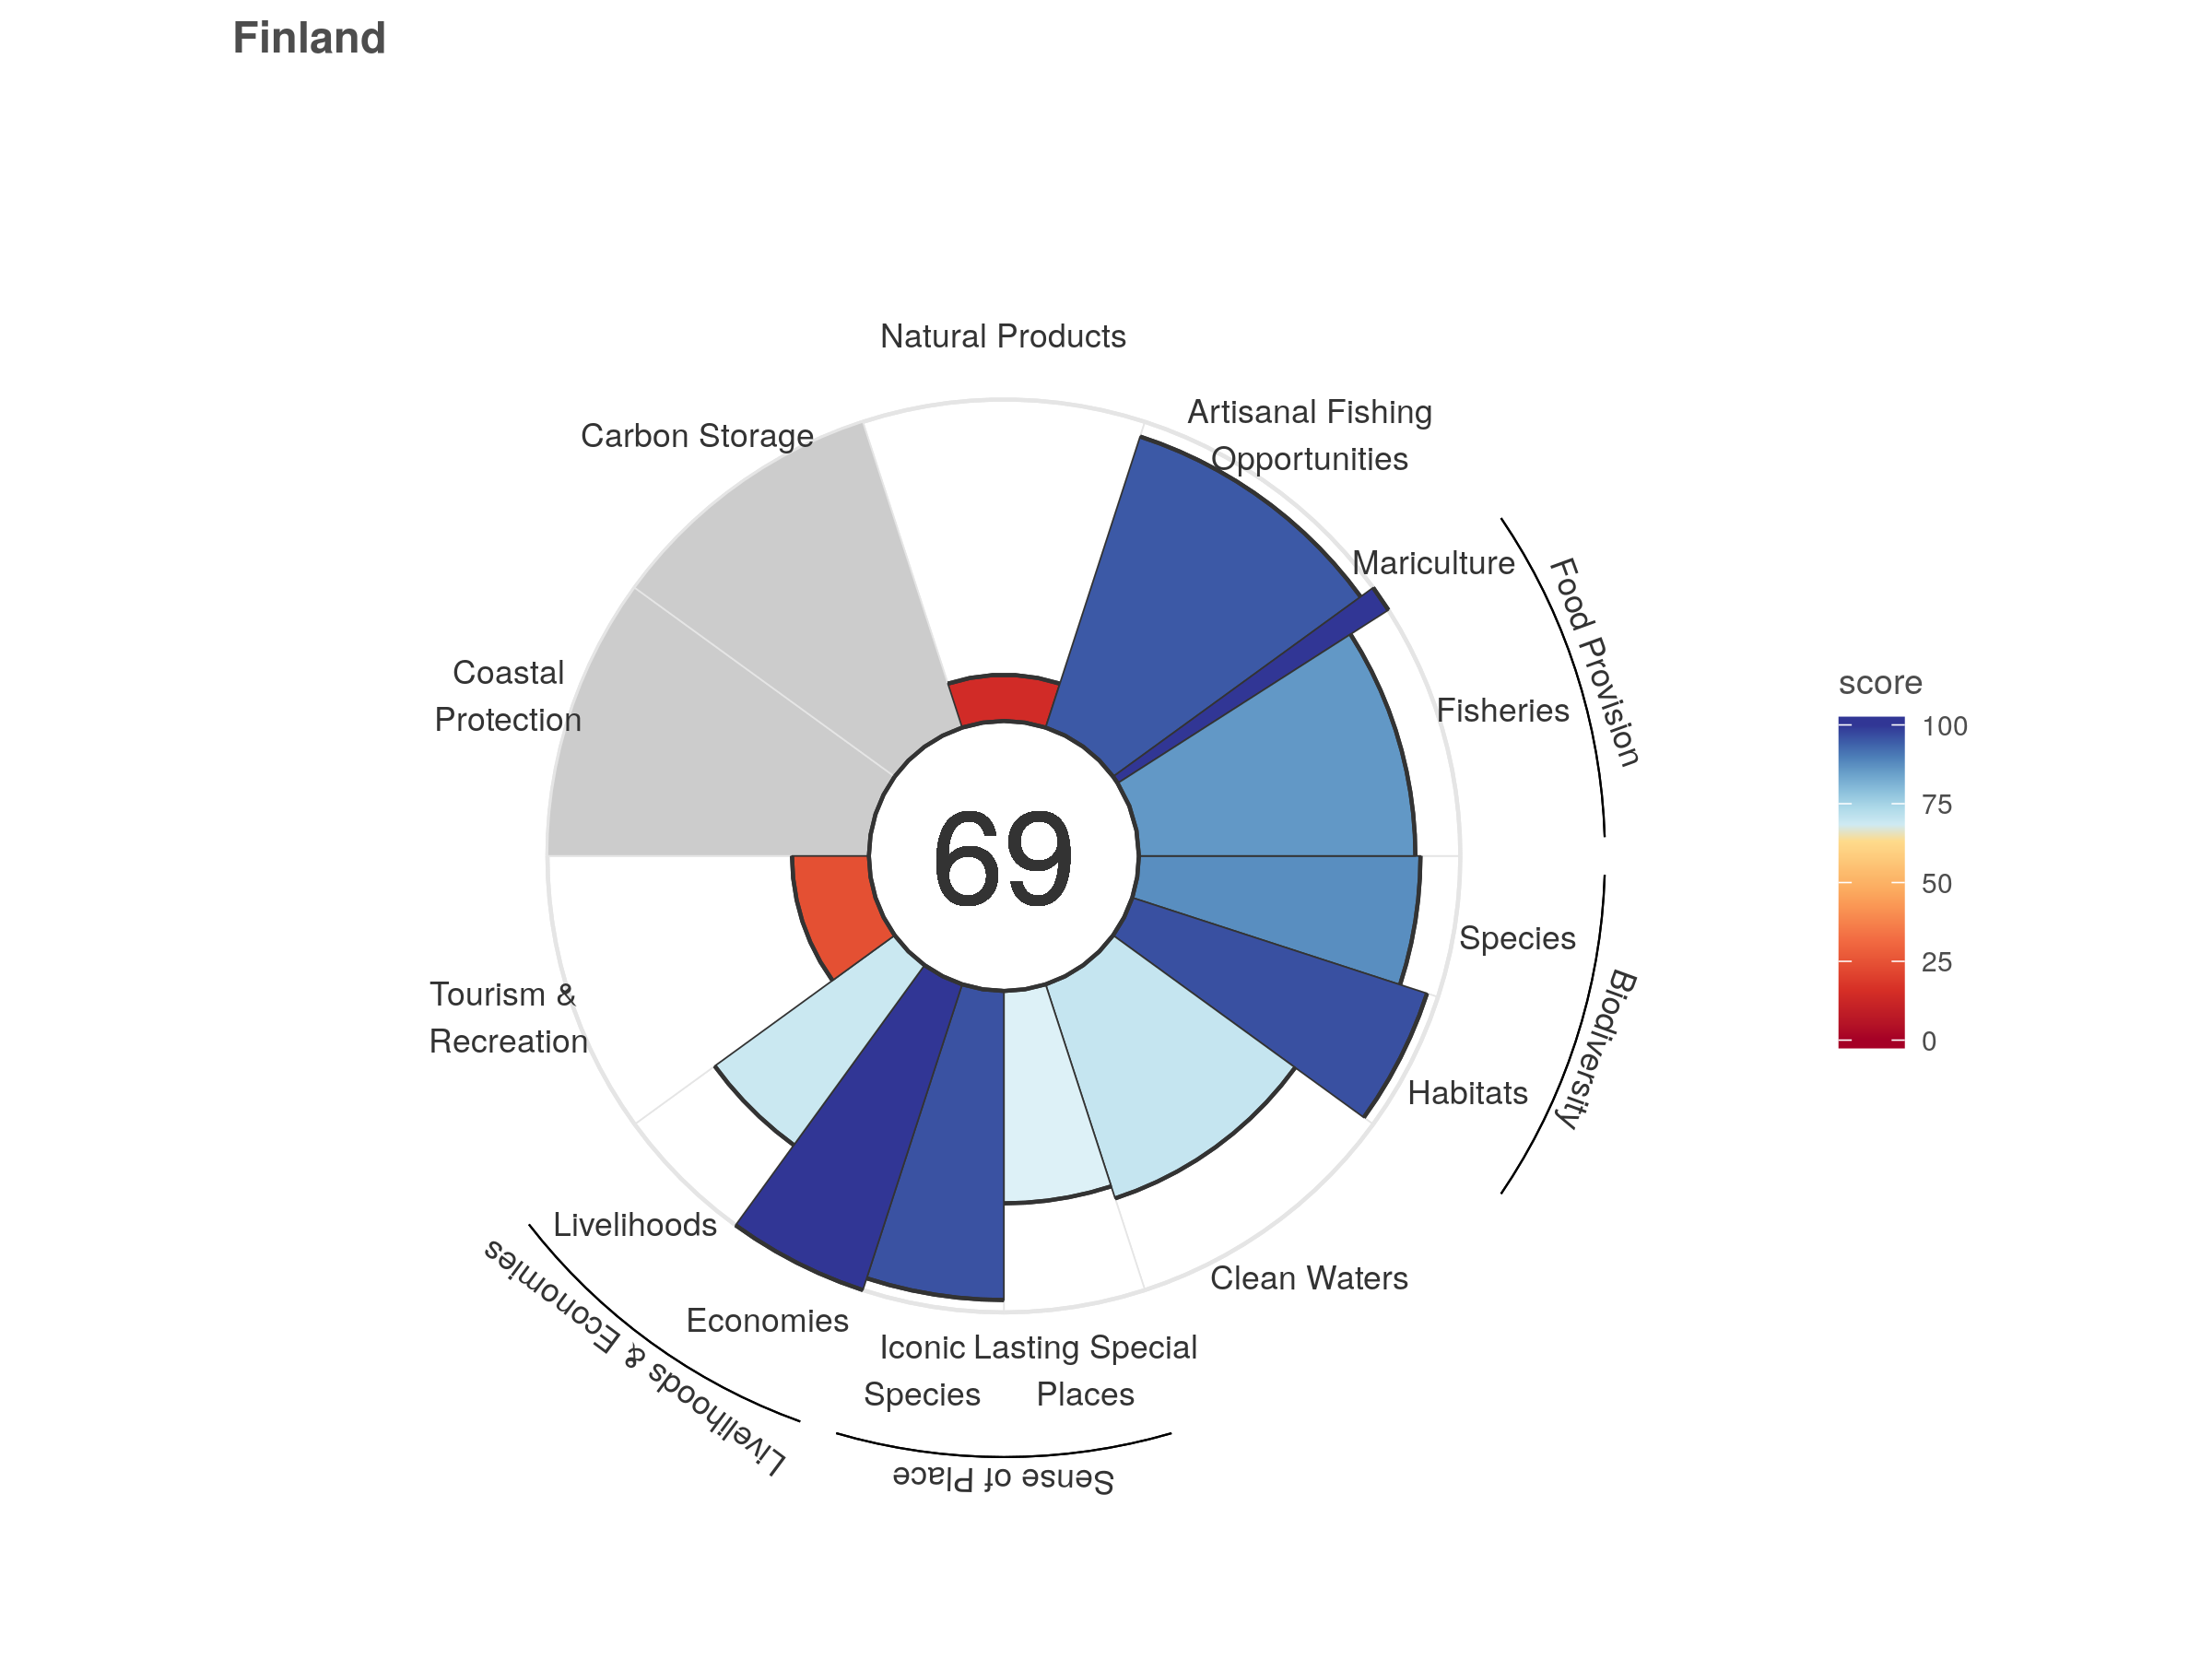 Finland
Natural Products
Artisanal Fishing
Opportunities
Carbon Storage
Mariculture
Food Provision
Coastal
Protection
Fisheries
score
100
75
50
25
0
69
Species
Biodiversity
Tourism &
Recreation
Habitats
Livelihoods
Clean Waters
Economies
Livelihoods & Economies
Iconic
Species
Lasting Special
Places
Sense of Place